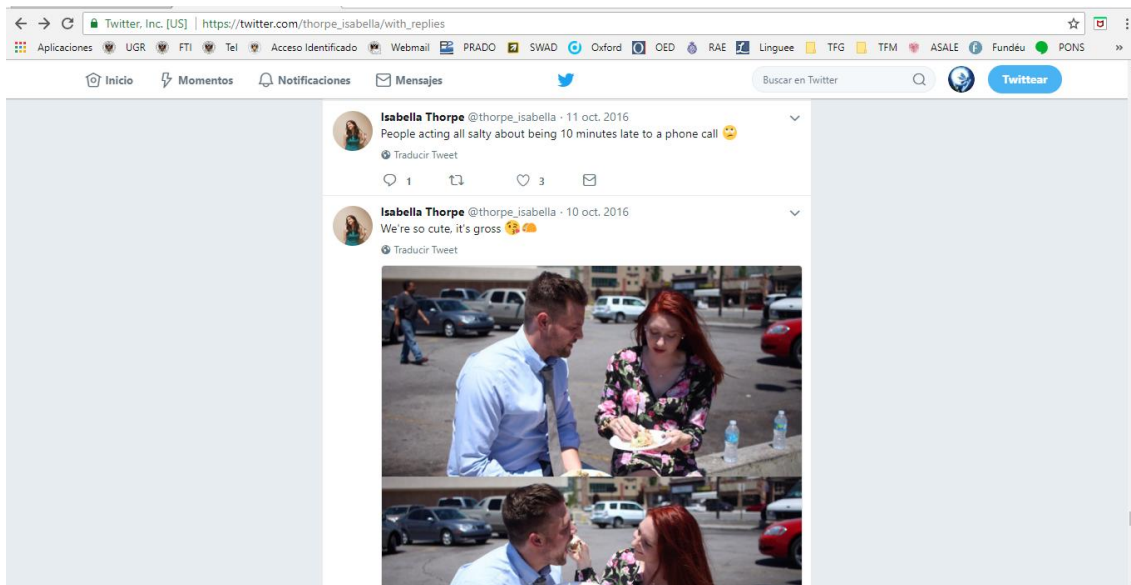 Twitter, Inc. [US] | https://twitter.com/thorpe_isabella/with_replies
Aplicaciones UGR FTI Tel Acceso Identificado Webmail PRADO SWAD Oxford OED RAE Linguee TFG TFM ASALE Fundéu PONS »
Inicio Momentos Notificaciones Mensajes Buscar en Twitter Twittear
Isabella Thorpe @thorpe_isabella · 11 oct. 2016
People acting all salty about being 10 minutes late to a phone call 🙄
Traducir Tweet
1 3
Isabella Thorpe @thorpe_isabella · 10 oct. 2016
We're so cute, it's gross 😘🌮
Traducir Tweet